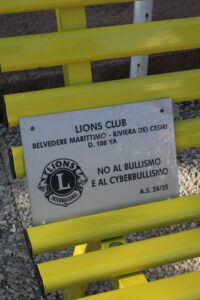 LIONS CLUB
BELVEDERE MARITTIMO - RIVIERA DEI CEDRI
D. 108 YA
LIONS
L
INTERNATIONAL
NO AL BULLISMO
E AL CYBERBULLISMO
A.S. 24/25